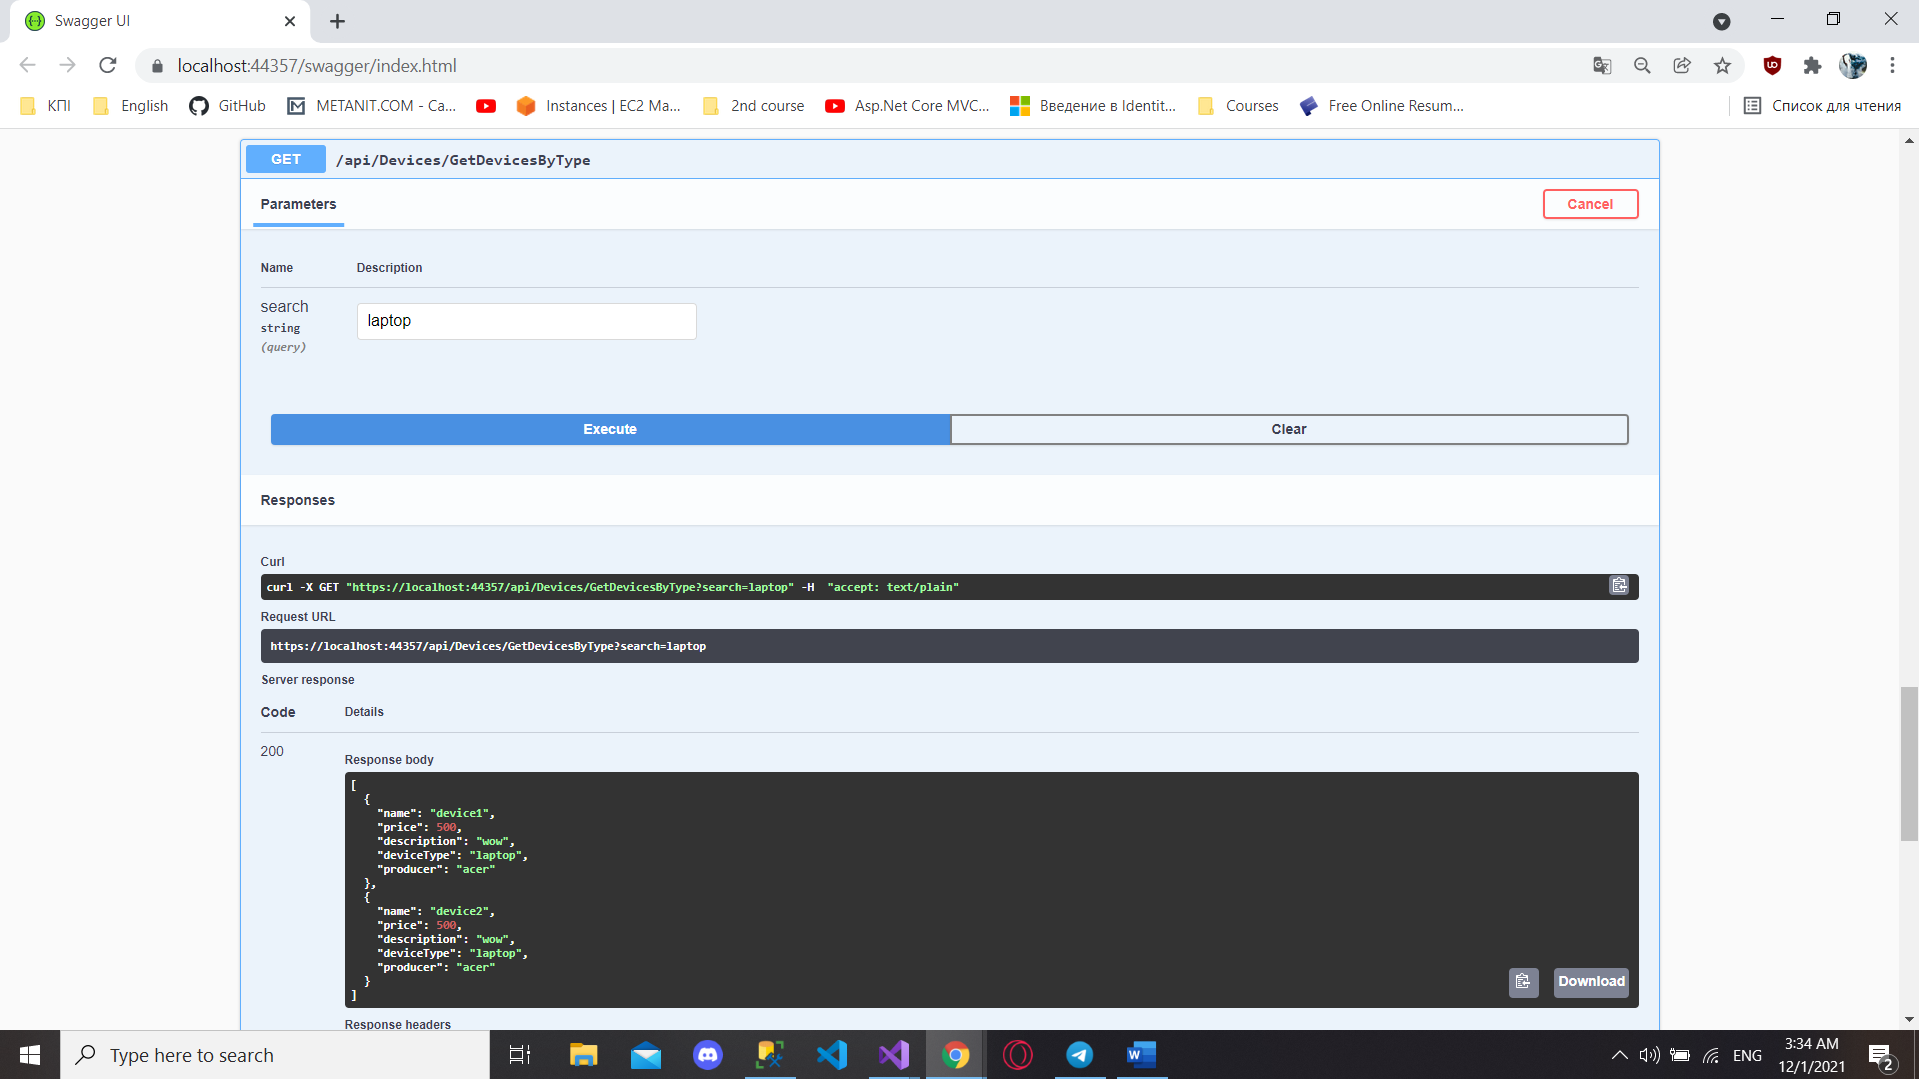 Swagger UI
localhost:44357/swagger/index.html
КПІ English GitHub METANIT.COM - Са... Instances | EC2 Ma... 2nd course Asp.Net Core MVC... Введение в Identit... Courses Free Online Resum... Список для чтения
GET /api/Devices/GetDevicesByType
Parameters Cancel
Name Description
search laptop
string
(query)
Execute Clear
Responses
Curl
curl -X GET "https://localhost:44357/api/Devices/GetDevicesByType?search=laptop" -H  "accept: text/plain"
Request URL
https://localhost:44357/api/Devices/GetDevicesByType?search=laptop
Server response
Code Details
200
Response body
[
  {
    "name": "device1",
    "price": 500,
    "description": "wow",
    "deviceType": "laptop",
    "producer": "acer"
  },
  {
    "name": "device2",
    "price": 500,
    "description": "wow",
    "deviceType": "laptop",
    "producer": "acer"
  }
]
Download
Response headers
Type here to search ENG 3:34 AM
12/1/2021 2